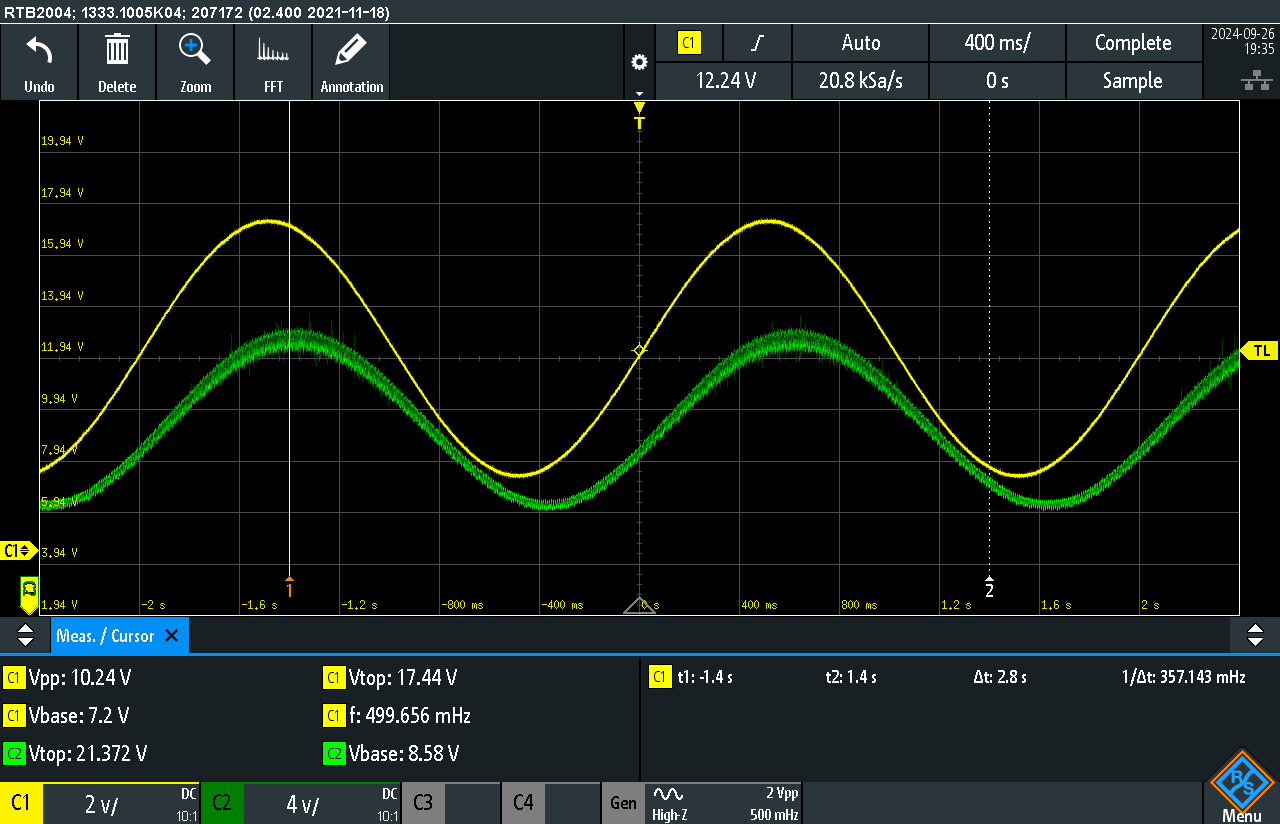 RTB2004; 1333.1005K04; 207172 (02.400 2021-11-18)
Undo Delete Zoom FFT Annotation
C1 Auto 400 ms/ Complete
12.24 V 20.8 kSa/s 0 s Sample
2024-09-26
19:35
T
19.94 V
17.94 V
15.94 V
13.94 V
11.94 V
TL
9.94 V
7.94 V
5.94 V
C1
3.94 V
1 2
1.94 V -2 s -1.6 s -1.2 s -800 ms -400 ms 0 s 400 ms 800 ms 1.2 s 1.6 s 2 s
Meas. / Cursor
C1 Vpp: 10.24 V C1 Vtop: 17.44 V C1 t1: -1.4 s t2: 1.4 s Δt: 2.8 s 1/Δt: 357.143 mHz
C1 Vbase: 7.2 V C1 f: 499.656 mHz
C2 Vtop: 21.372 V C2 Vbase: 8.58 V
C1 2 V/ DC 10:1 C2 4 V/ DC 10:1 C3 C4 Gen High-Z 2 Vpp 500 mHz
R&S
Menu